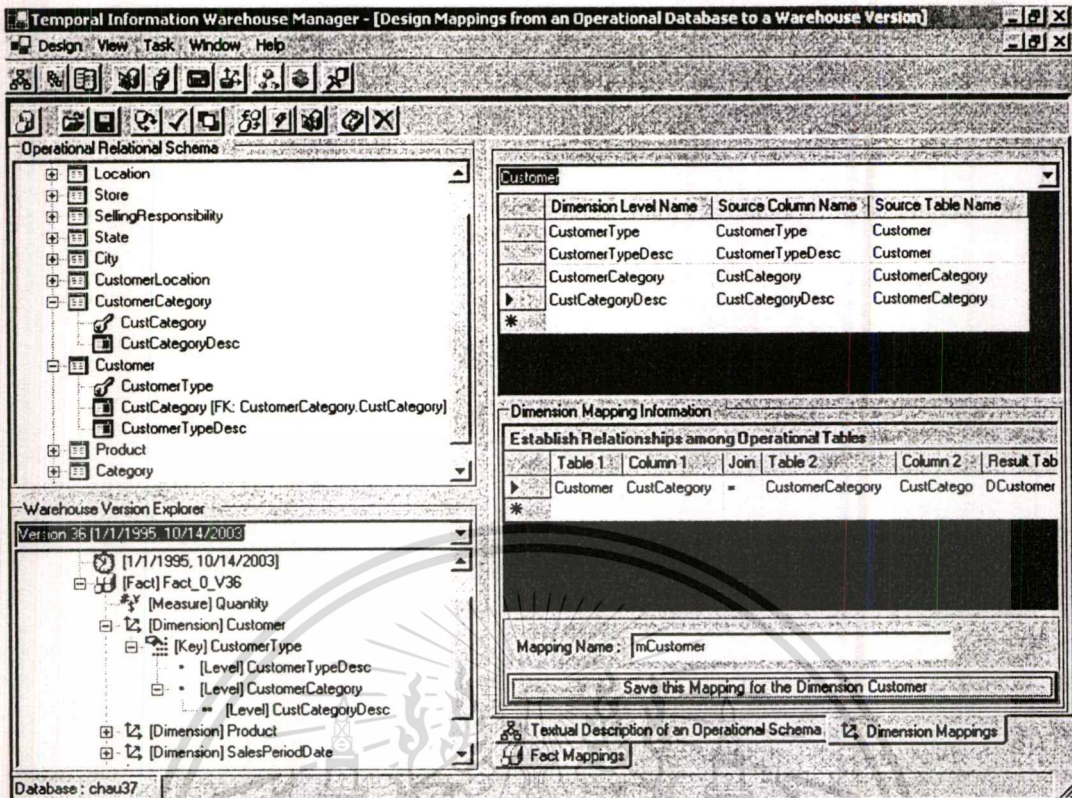 Temporal Information Warehouse Manager - [Design Mappings from an Operational Database to a Warehouse Version]
Design View Task Window Help
Operational Relational Schema
Location
Store
SellingResponsibility
State
City
CustomerLocation
CustomerCategory
CustCategory
CustCategoryDesc
Customer
CustomerType
CustCategory [FK: CustomerCategory.CustCategory]
CustomerTypeDesc
Product
Category
Warehouse Version Explorer
Version 36 [1/1/1995, 10/14/2003]
[1/1/1995, 10/14/2003]
[Fact] Fact_0_V36
[Measure] Quantity
[Dimension] Customer
[Key] CustomerType
[Level] CustomerTypeDesc
[Level] CustomerCategory
[Level] CustCategoryDesc
[Dimension] Product
[Dimension] SalesPeriodDate
Customer
Dimension Level Name Source Column Name Source Table Name
CustomerType CustomerType Customer
CustomerTypeDesc CustomerTypeDesc Customer
CustomerCategory CustCategory CustomerCategory
CustCategoryDesc CustCategoryDesc CustomerCategory
Dimension Mapping Information
Establish Relationships among Operational Tables
Table 1 Column 1 Join Table 2 Column 2 Result Tab
Customer CustCategory = CustomerCategory CustCatego DCustomer
Mapping Name : mCustomer
Save this Mapping for the Dimension Customer
Textual Description of an Operational Schema Dimension Mappings
Fact Mappings
Database : chau37